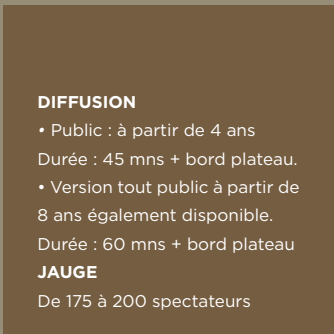 DIFFUSION
• Public : à partir de 4 ans
Durée : 45 mns + bord plateau.
• Version tout public à partir de
8 ans également disponible.
Durée : 60 mns + bord plateau
JAUGE
De 175 à 200 spectateurs